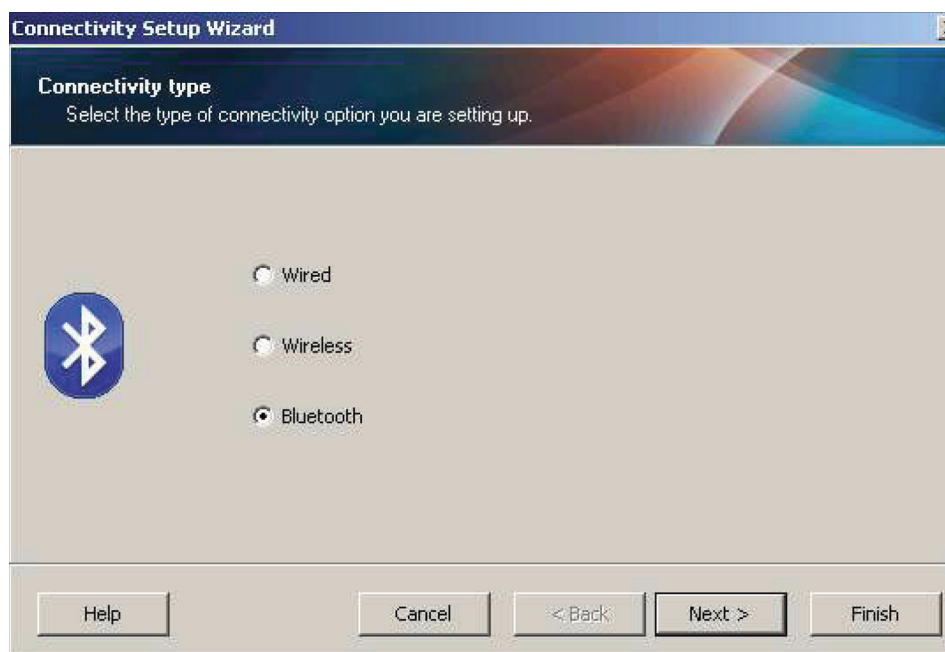 Connectivity Setup Wizard
Connectivity type
Select the type of connectivity option you are setting up.
Wired
Wireless
Bluetooth
Help Cancel < Back Next > Finish